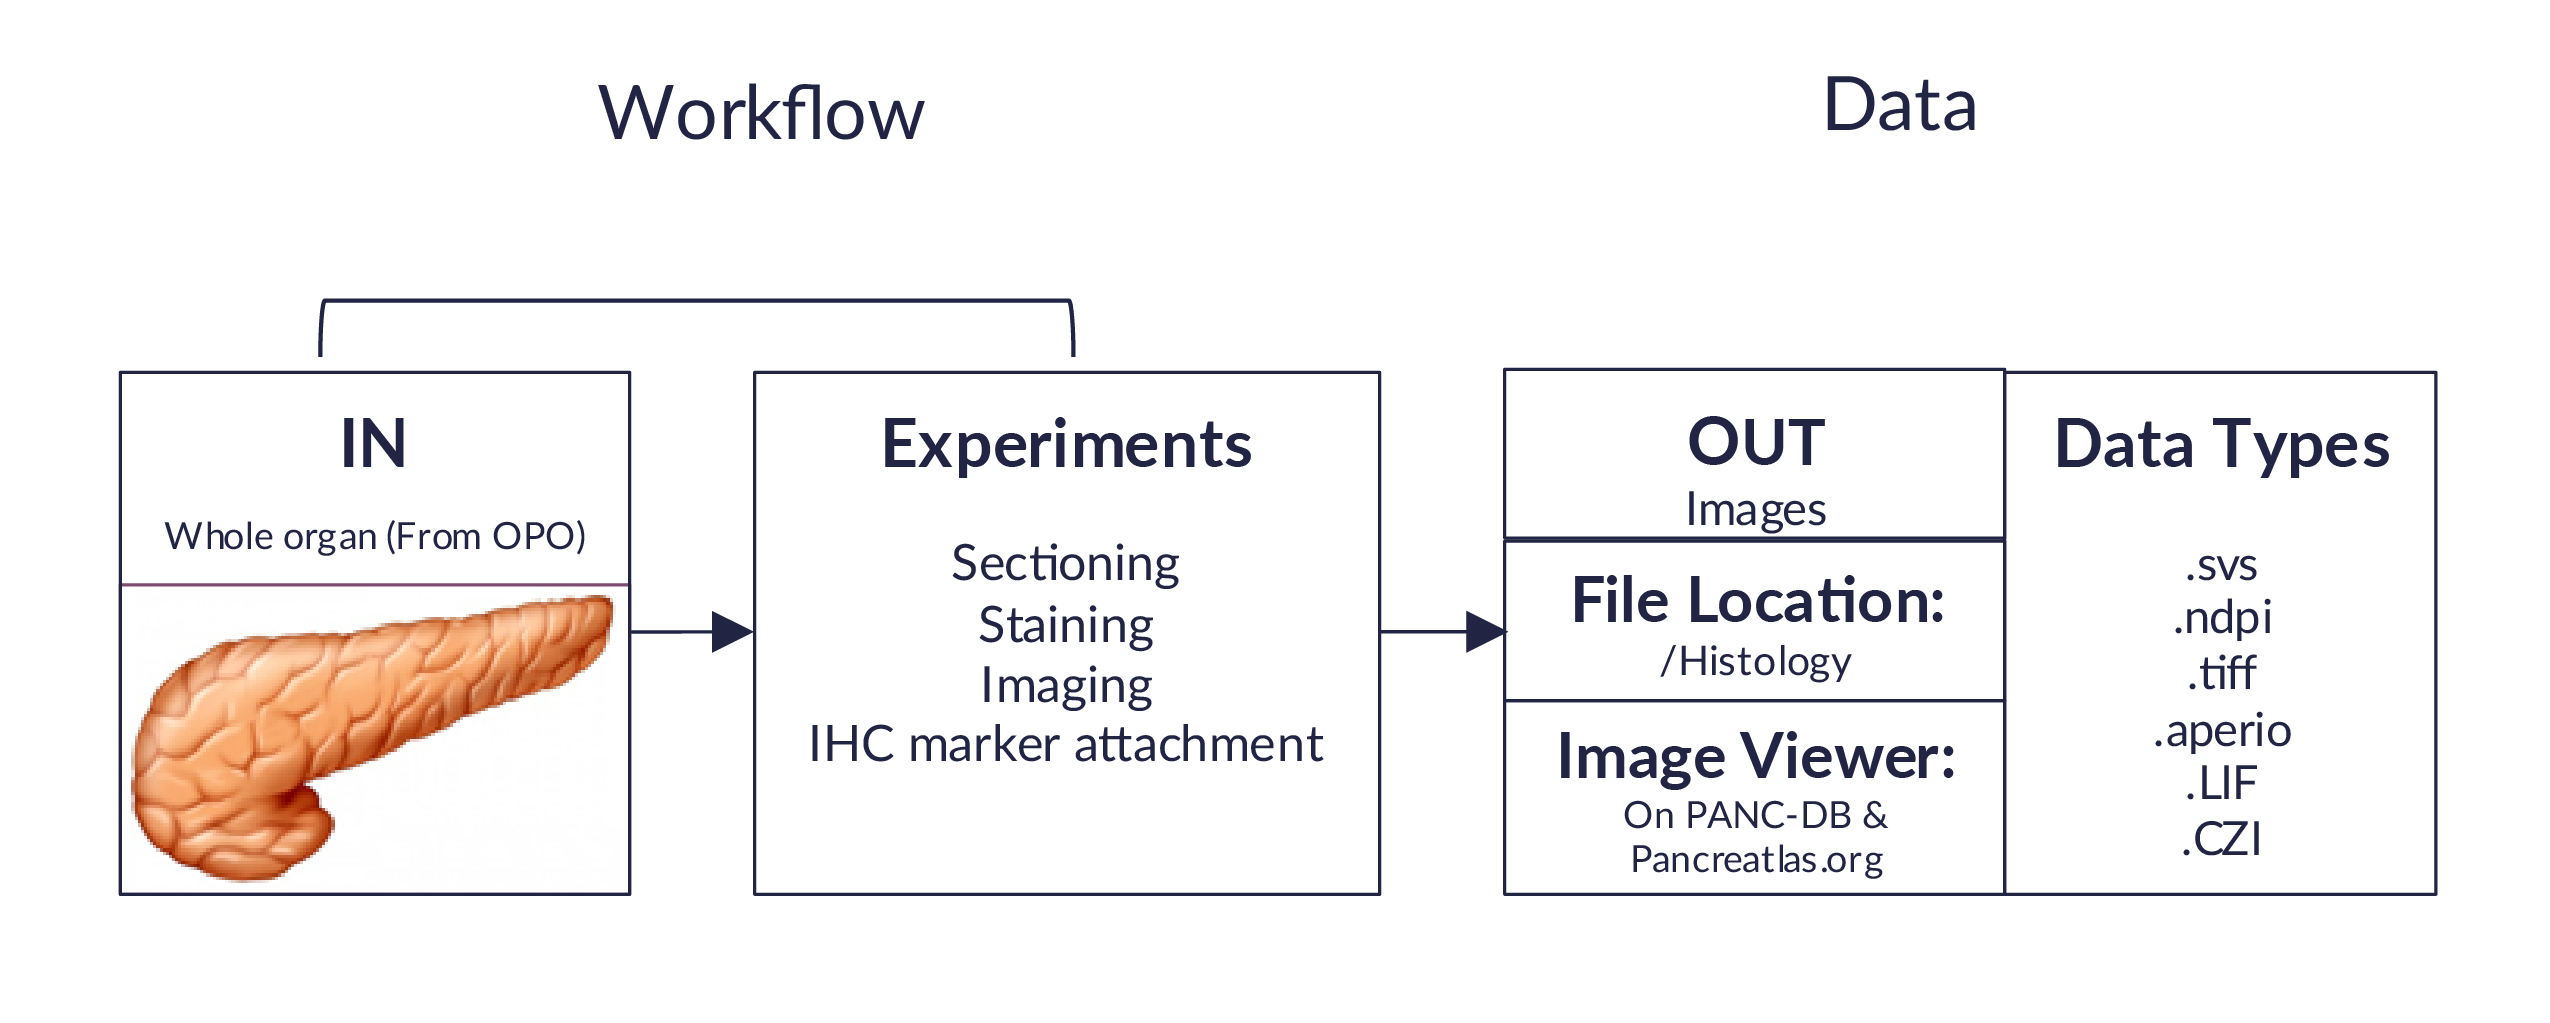 Workflow
Data
IN
Whole organ (From OPO)
Experiments
Sectioning
Staining
Imaging
IHC marker attachment
OUT
Images
File Location:
/Histology
Image Viewer:
On PANC-DB &
Pancreatlas.org
Data Types
.svs
.ndpi
.tiff
.aperio
.LIF
.CZI